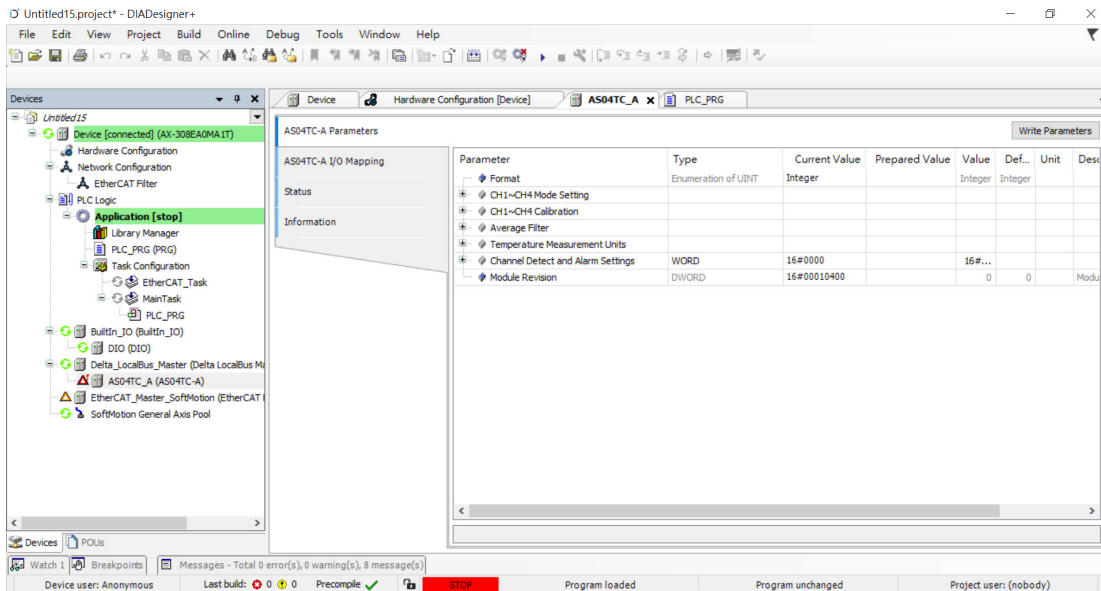 Untitled15.project* - DIADesigner+
File Edit View Project Build Online Debug Tools Window Help
Devices
Untitled15
Device [connected] (AX-308EA0MA1T)
Hardware Configuration
Network Configuration
EtherCAT Filter
PLC Logic
Application [stop]
Library Manager
PLC_PRG (PRG)
Task Configuration
EtherCAT_Task
MainTask
PLC_PRG
BuiltIn_IO (BuiltIn_IO)
DIO (DIO)
Delta_LocalBus_Master (Delta LocalBus Ma
AS04TC_A (AS04TC-A)
EtherCAT_Master_SoftMotion (EtherCAT
SoftMotion General Axis Pool
Devices POUs
Device Hardware Configuration [Device] AS04TC_A PLC_PRG
AS04TC-A Parameters
AS04TC-A I/O Mapping
Status
Information
Write Parameters
Parameter Type Current Value Prepared Value Value Def... Unit Desc
Format Enumeration of UINT Integer Integer Integer
CH1~CH4 Mode Setting
CH1~CH4 Calibration
Average Filter
Temperature Measurement Units
Channel Detect and Alarm Settings WORD 16#0000 16#...
Module Revision DWORD 16#00010400 0 0 Modu
Watch 1 Breakpoints Messages - Total 0 error(s), 0 warning(s), 8 message(s)
Device user: Anonymous Last build: 0 0 Precompile STOP Program loaded Program unchanged Project user: (nobody)